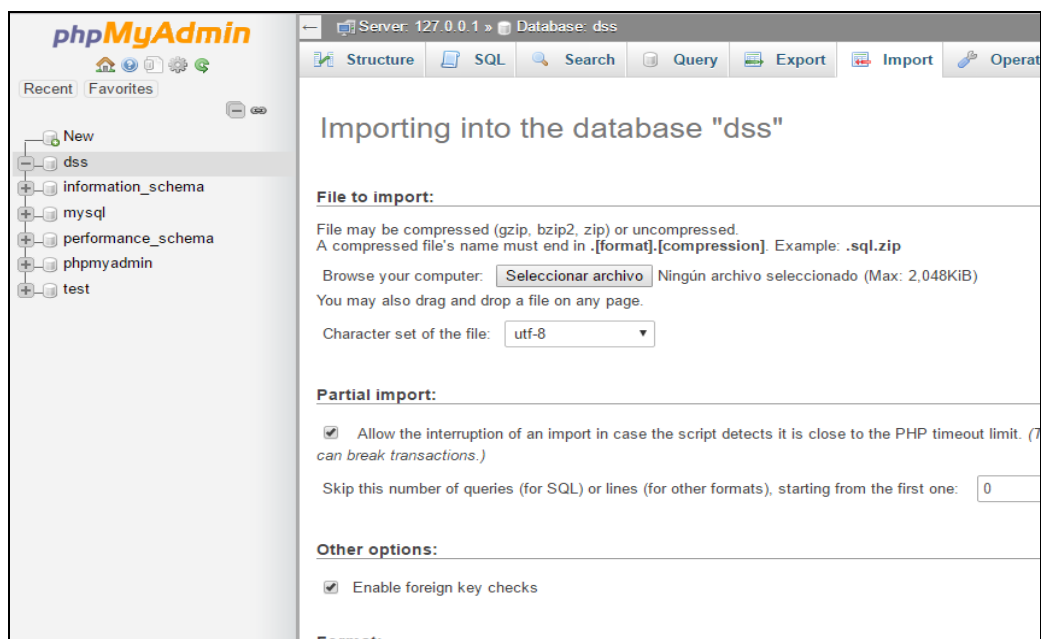 phpMyAdmin
Recent Favorites
New
dss
information_schema
mysql
performance_schema
phpmyadmin
test
Server: 127.0.0.1 » Database: dss
Structure SQL Search Query Export Import Operat
Importing into the database "dss"
File to import:
File may be compressed (gzip, bzip2, zip) or uncompressed.
A compressed file's name must end in .[format].[compression]. Example: .sql.zip
Browse your computer: Seleccionar archivo Ningún archivo seleccionado (Max: 2,048KiB)
You may also drag and drop a file on any page.
Character set of the file: utf-8
Partial import:
Allow the interruption of an import in case the script detects it is close to the PHP timeout limit. (T
can break transactions.)
Skip this number of queries (for SQL) or lines (for other formats), starting from the first one: 0
Other options:
Enable foreign key checks